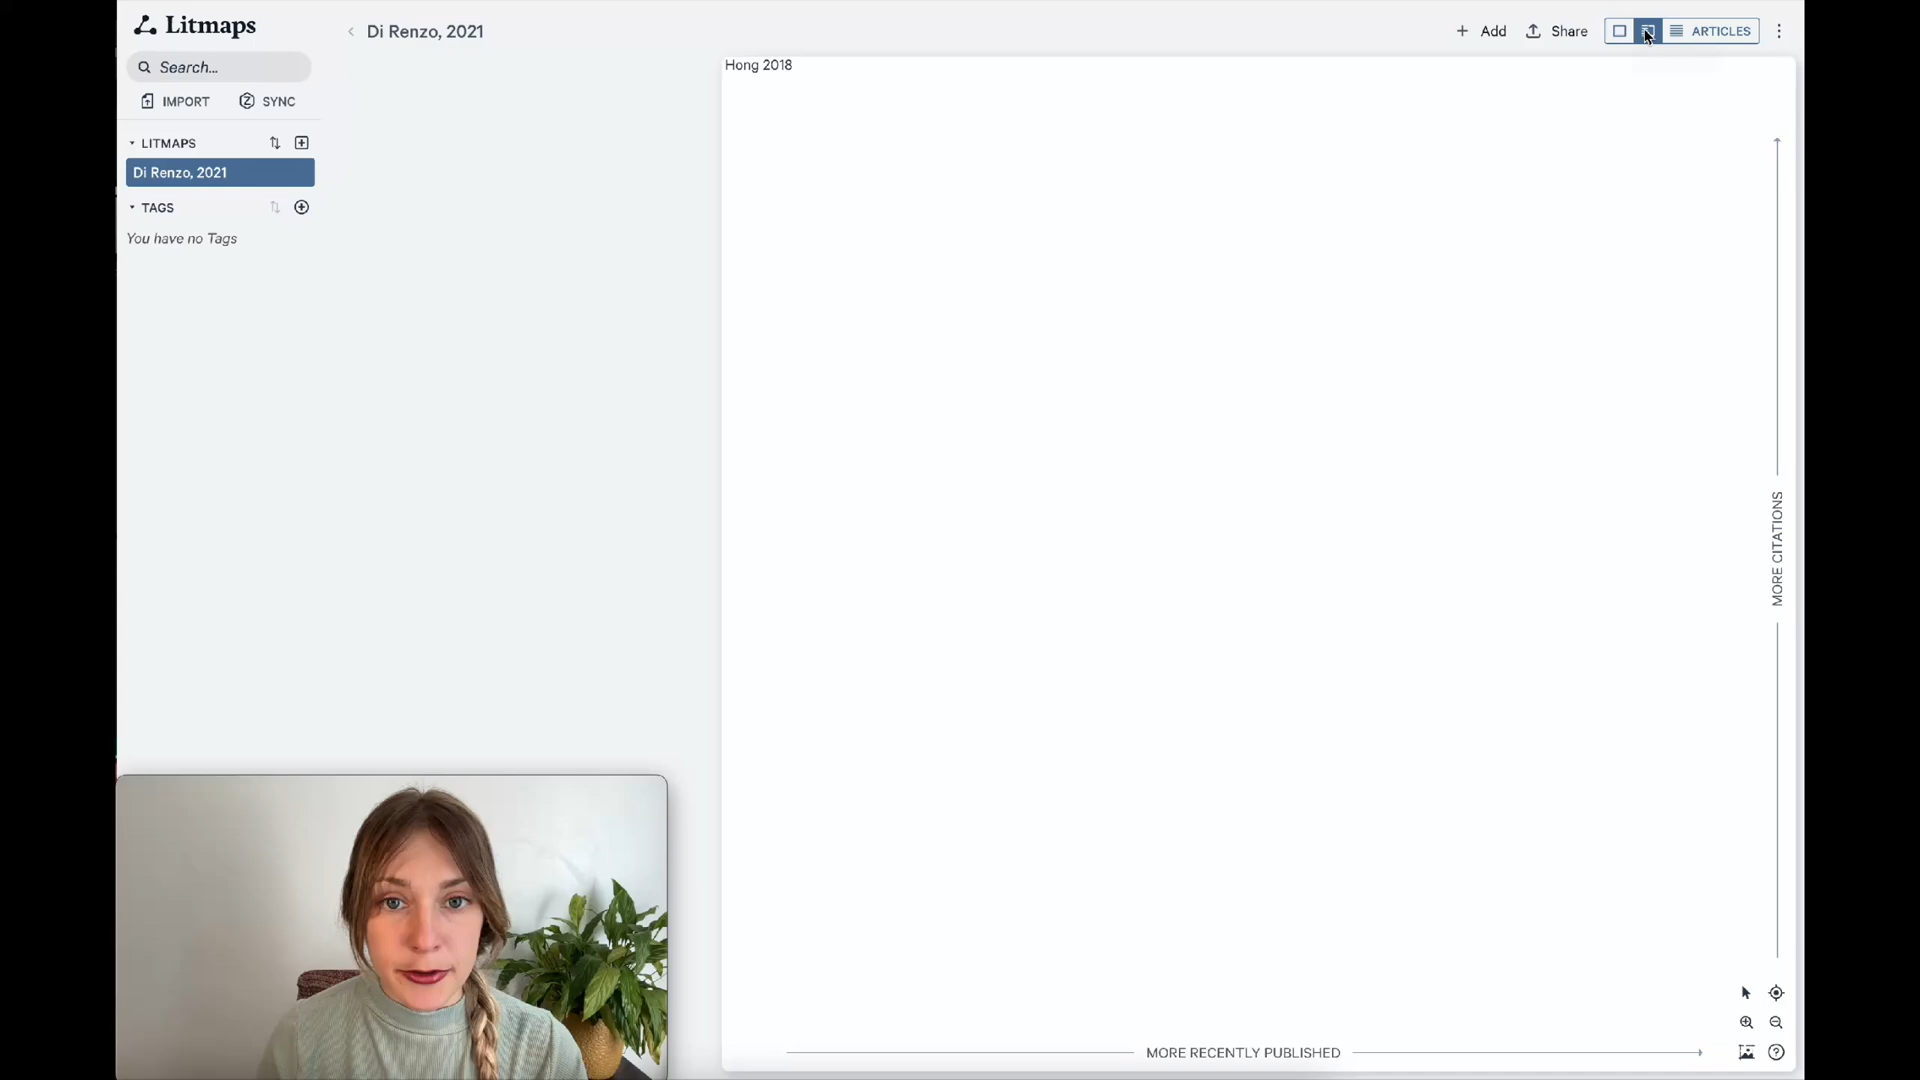 Litmaps
Di Renzo, 2021
Add
Share
ARTICLES
Search...
IMPORT
SYNC
LITMAPS
Di Renzo, 2021
TAGS
You have no Tags
Hong 2018
MORE CITATIONS
MORE RECENTLY PUBLISHED